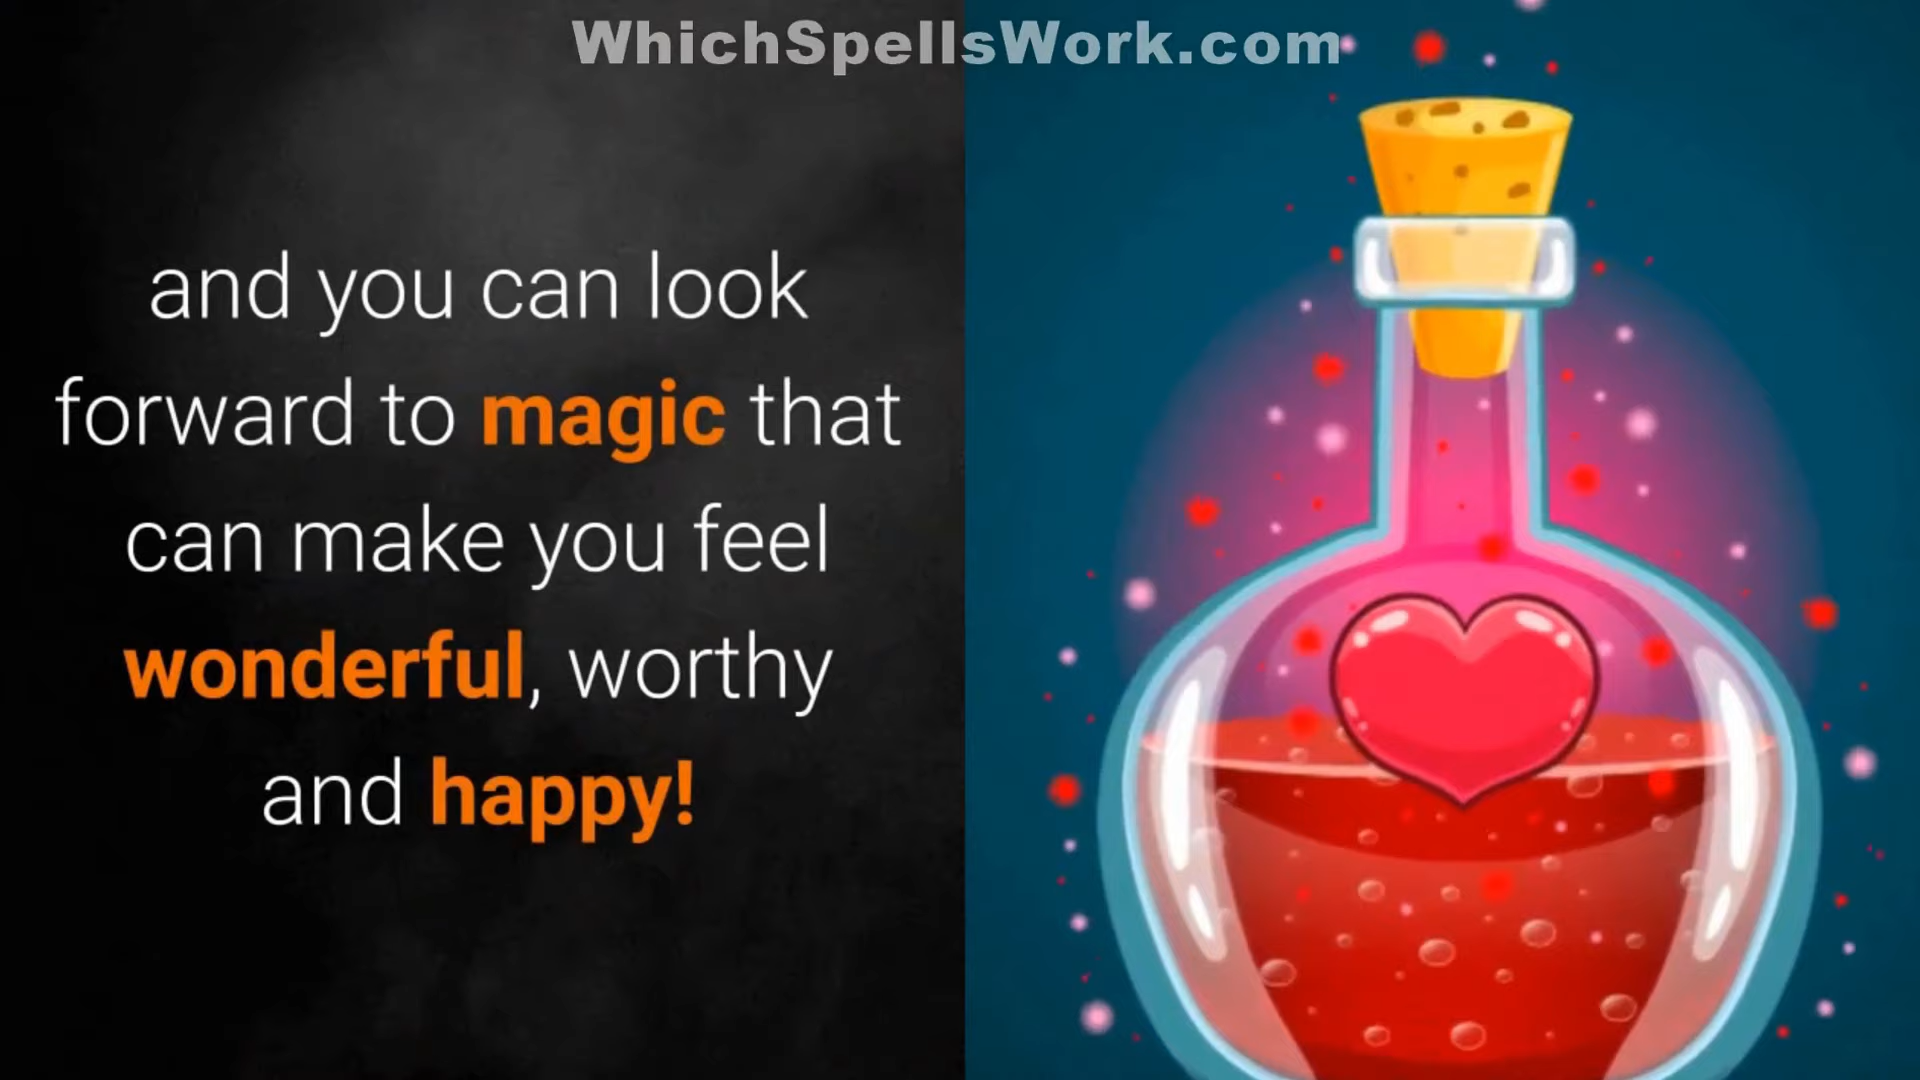 WhichSpellsWork.com
and you can look
forward to magic that
can make you feel
wonderful, worthy
and happy!